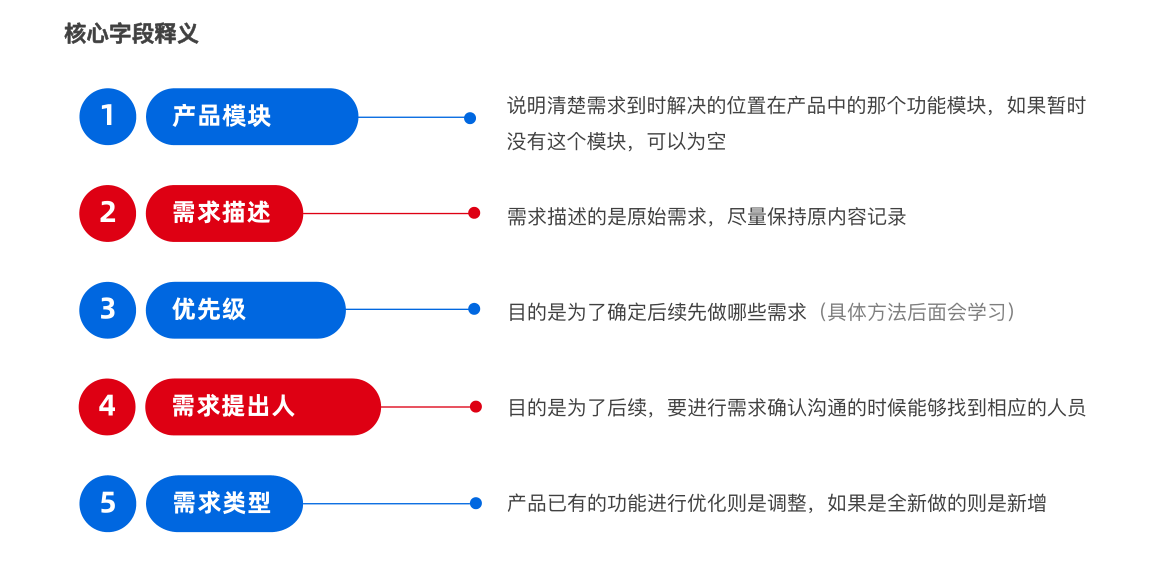 核心字段释义
1 产品模块
说明清楚需求到时解决的位置在产品中的那个功能模块，如果暂时
没有这个模块，可以为空
2 需求描述
需求描述的是原始需求，尽量保持原内容记录
3 优先级
目的是为了确定后续先做哪些需求（具体方法后面会学习）
4 需求提出人
目的是为了后续，要进行需求确认沟通的时候能够找到相应的人员
5 需求类型
产品已有的功能进行优化则是调整，如果是全新做的则是新增